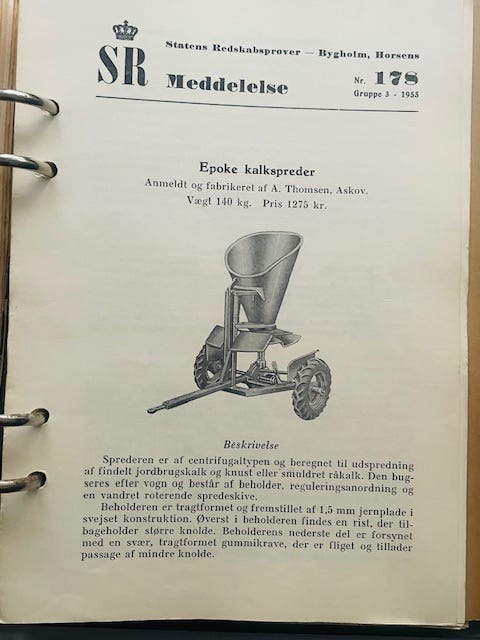 SR
Statens Redskabsprøver — Bygholm, Horsens
Meddelelse
Nr. 178
Gruppe 3 - 1955
Epoke kalkspreder
Anmeldt og fabrikeret af A. Thomsen, Askov.
Vægt 140 kg. Pris 1275 kr.
Beskrivelse
Sprederen er af centrifugaltypen og beregnet til udspredning
af findelt jordbrugskalk og knust eller smuldret råkalk. Den bug-
seres efter vogn og består af beholder, reguleringsanordning og
en vandret roterende spredeskive.
Beholderen er tragtformet og fremstillet af 1,5 mm jernplade i
svejset konstruktion. Øverst i beholderen findes en rist, der til-
bageholder større knolde. Beholderens nederste del er forsynet
med en svær, tragtformet gummikrave, der er fliget og tillader
passage af mindre knolde.